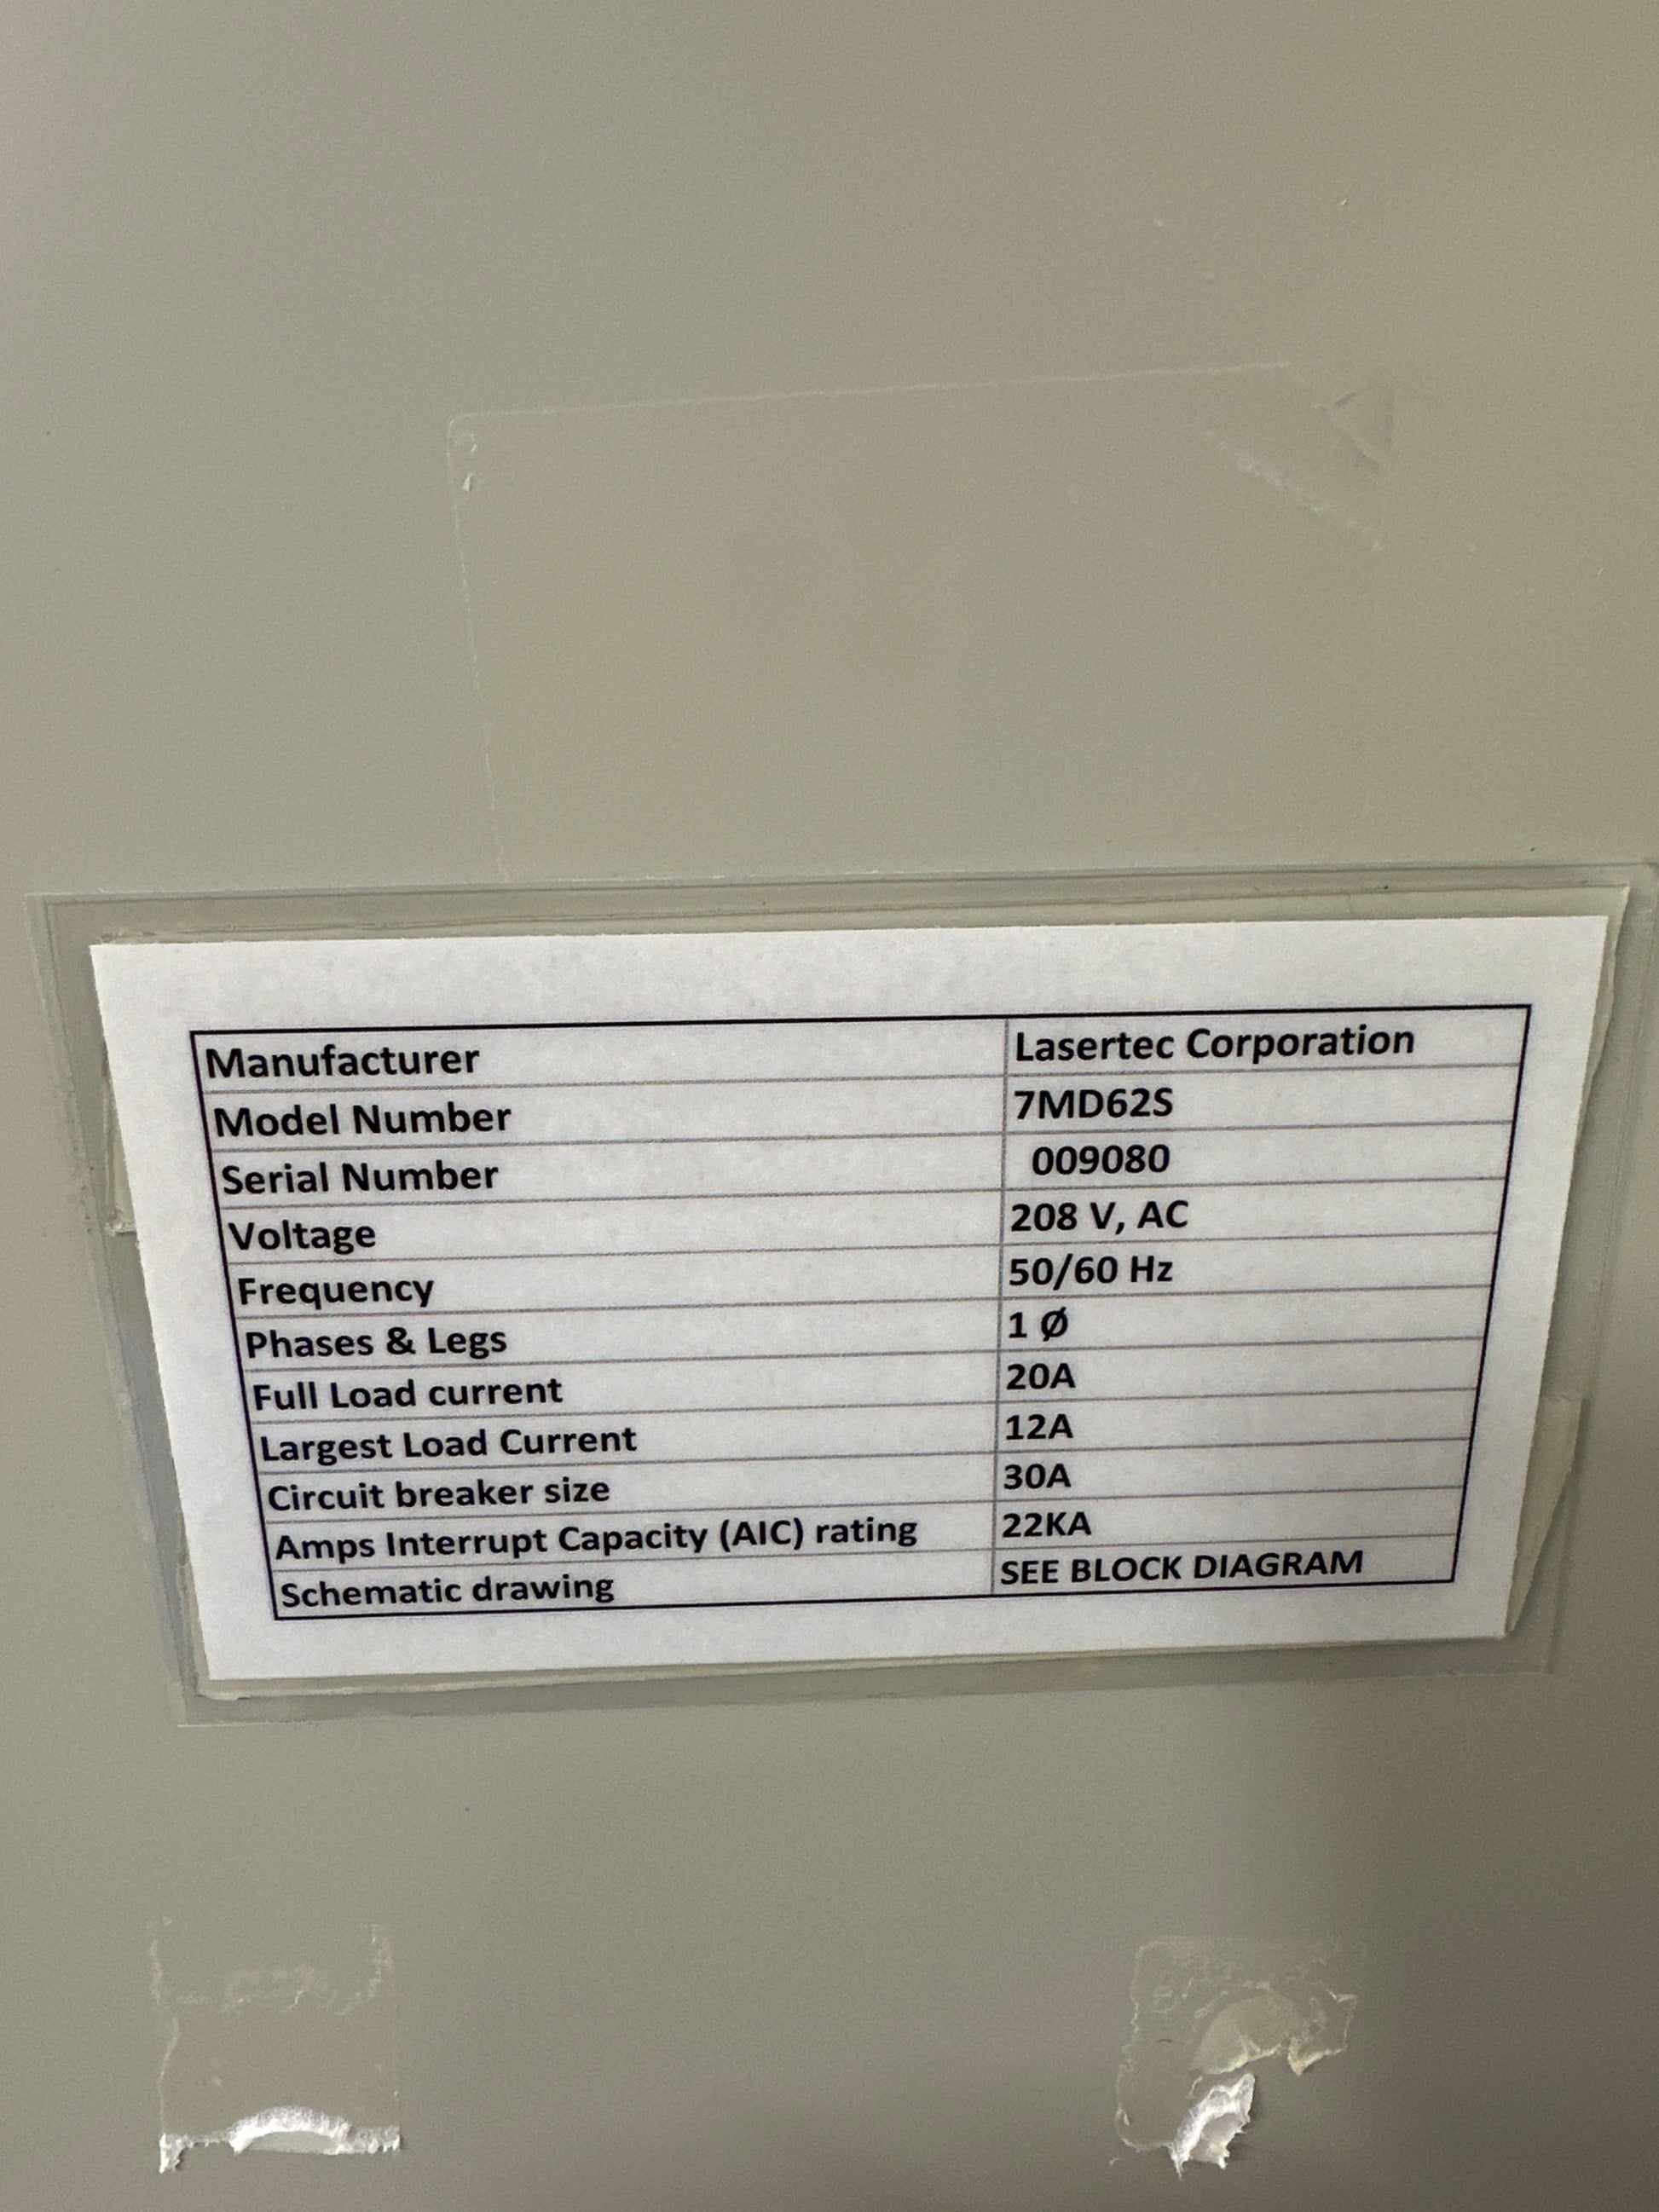 Manufacturer Lasertec Corporation
Model Number 7MD62S
Serial Number 009080
Voltage 208 V, AC
Frequency 50/60 Hz
Phases & Legs 1 Ø
Full Load current 20A
Largest Load Current 12A
Circuit breaker size 30A
Amps Interrupt Capacity (AIC) rating 22KA
Schematic drawing SEE BLOCK DIAGRAM